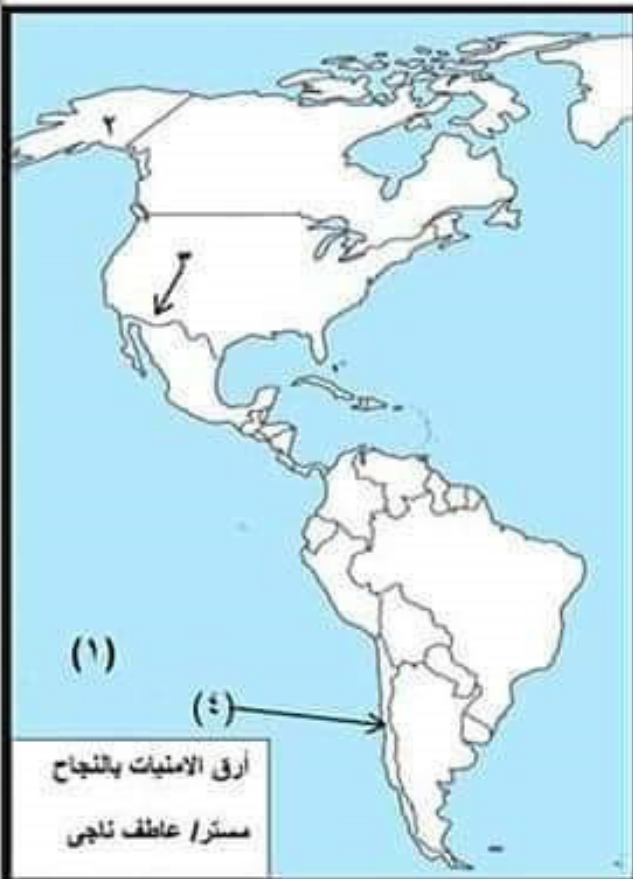 ٢
٣
(١)
(٤)
أرق الامنيات بالنجاح
مستر/ عاطف ناجى